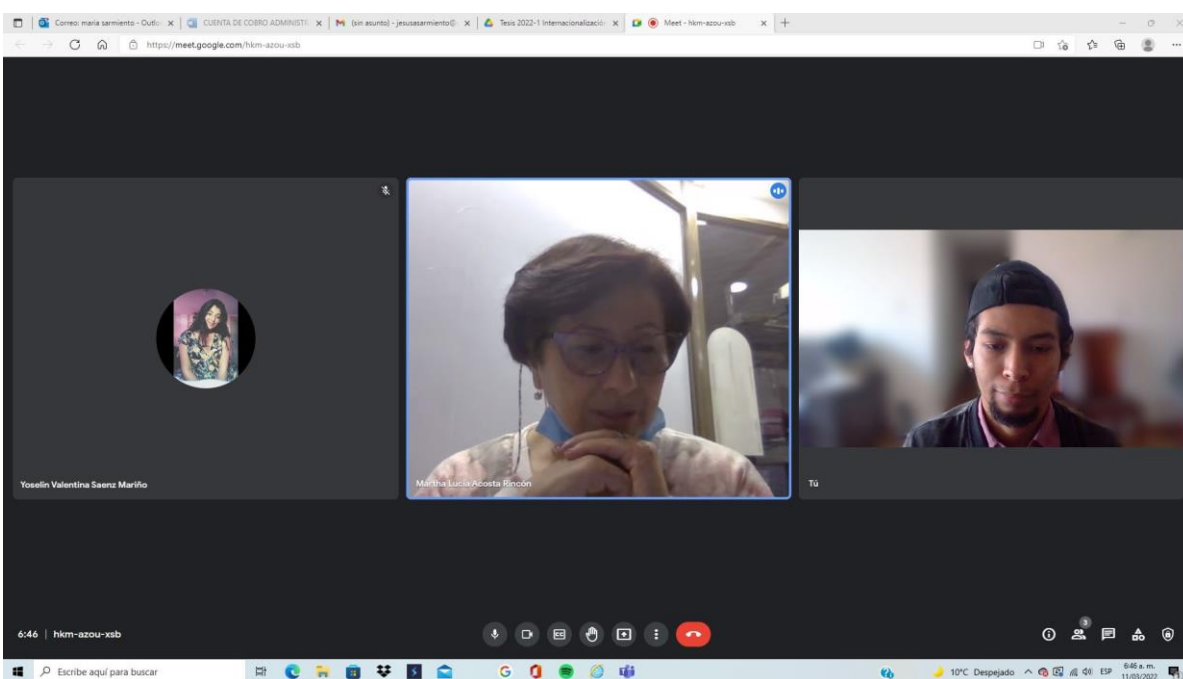 Correo: maria sarmiento - Outlo
CUENTA DE COBRO ADMINISTR
(sin asunto) - jesusasarmiento@
Tesis 2022-1 Internacionalización
Meet - hkm-azou-xsb
https://meet.google.com/hkm-azou-xsb
Yoselin Valentina Saenz Mariño
Martha Lucia Acosta Rincón
Tú
6:46 | hkm-azou-xsb
3
Escribe aquí para buscar
10°C Despejado
ESP
6:46 a. m.
11/03/2022